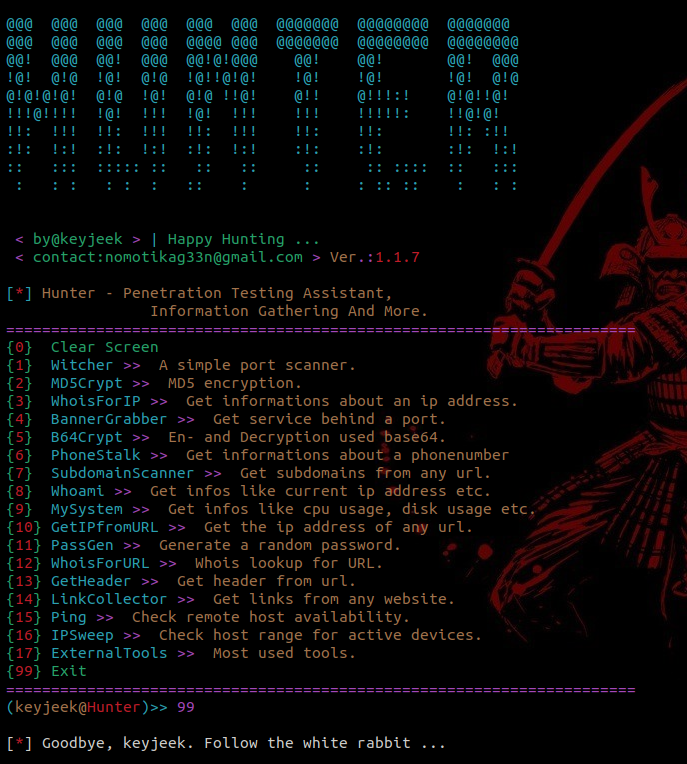 HUNTER
< by@keyjeek > | Happy Hunting ...
< contact:nomotikag33n@gmail.com > Ver.:1.1.7
[*] Hunter - Penetration Testing Assistant,
Information Gathering And More.
======================================================================
{0} Clear Screen
{1} Witcher >> A simple port scanner.
{2} MD5Crypt >> MD5 encryption.
{3} WhoisForIP >> Get informations about an ip address.
{4} BannerGrabber >> Get service behind a port.
{5} B64Crypt >> En- and Decryption used base64.
{6} PhoneStalk >> Get informations about a phonenumber
{7} SubdomainScanner >> Get subdomains from any url.
{8} Whoami >> Get infos like current ip address etc.
{9} MySystem >> Get infos like cpu usage, disk usage etc.
{10} GetIPfromURL >> Get the ip address of any url.
{11} PassGen >> Generate a random password.
{12} WhoisForURL >> Whois lookup for URL.
{13} GetHeader >> Get header from url.
{14} LinkCollector >> Get links from any website.
{15} Ping >> Check remote host availability.
{16} IPSweep >> Check host range for active devices.
{17} ExternalTools >> Most used tools.
{99} Exit
======================================================================
(keyjeek@Hunter)>> 99
[*] Goodbye, keyjeek. Follow the white rabbit ...